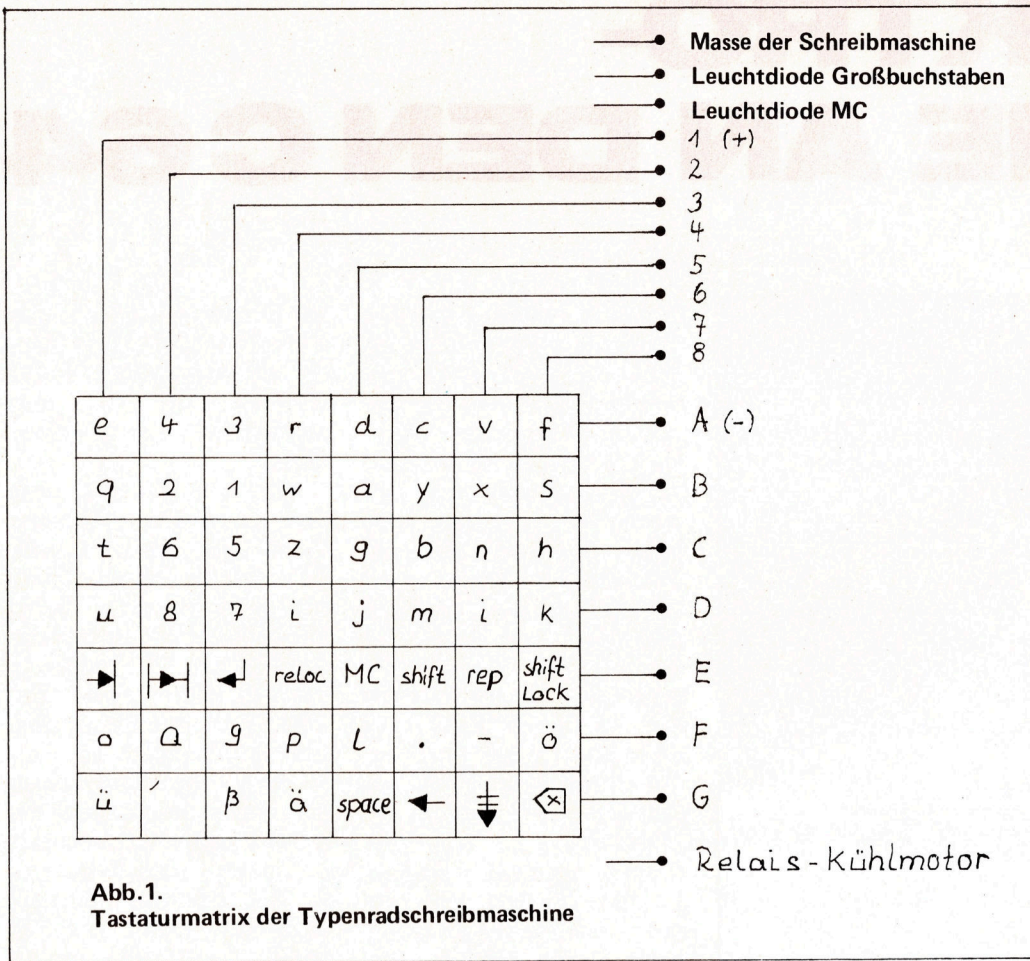 Masse der Schreibmaschine
Leuchtdiode Großbuchstaben
Leuchtdiode MC
1 (+)
2
3
4
5
6
7
8
e 4 3 r d c v f A (-)
q 2 1 w a y x s B
t 6 5 z g b n h C
u 8 7 i j m i k D
reloc MC shift rep shift Lock E
o Q 9 p L . - ö F
ü ´ β ä space G
Relais-Kühlmotor
Abb.1.
Tastaturmatrix der Typenradschreibmaschine